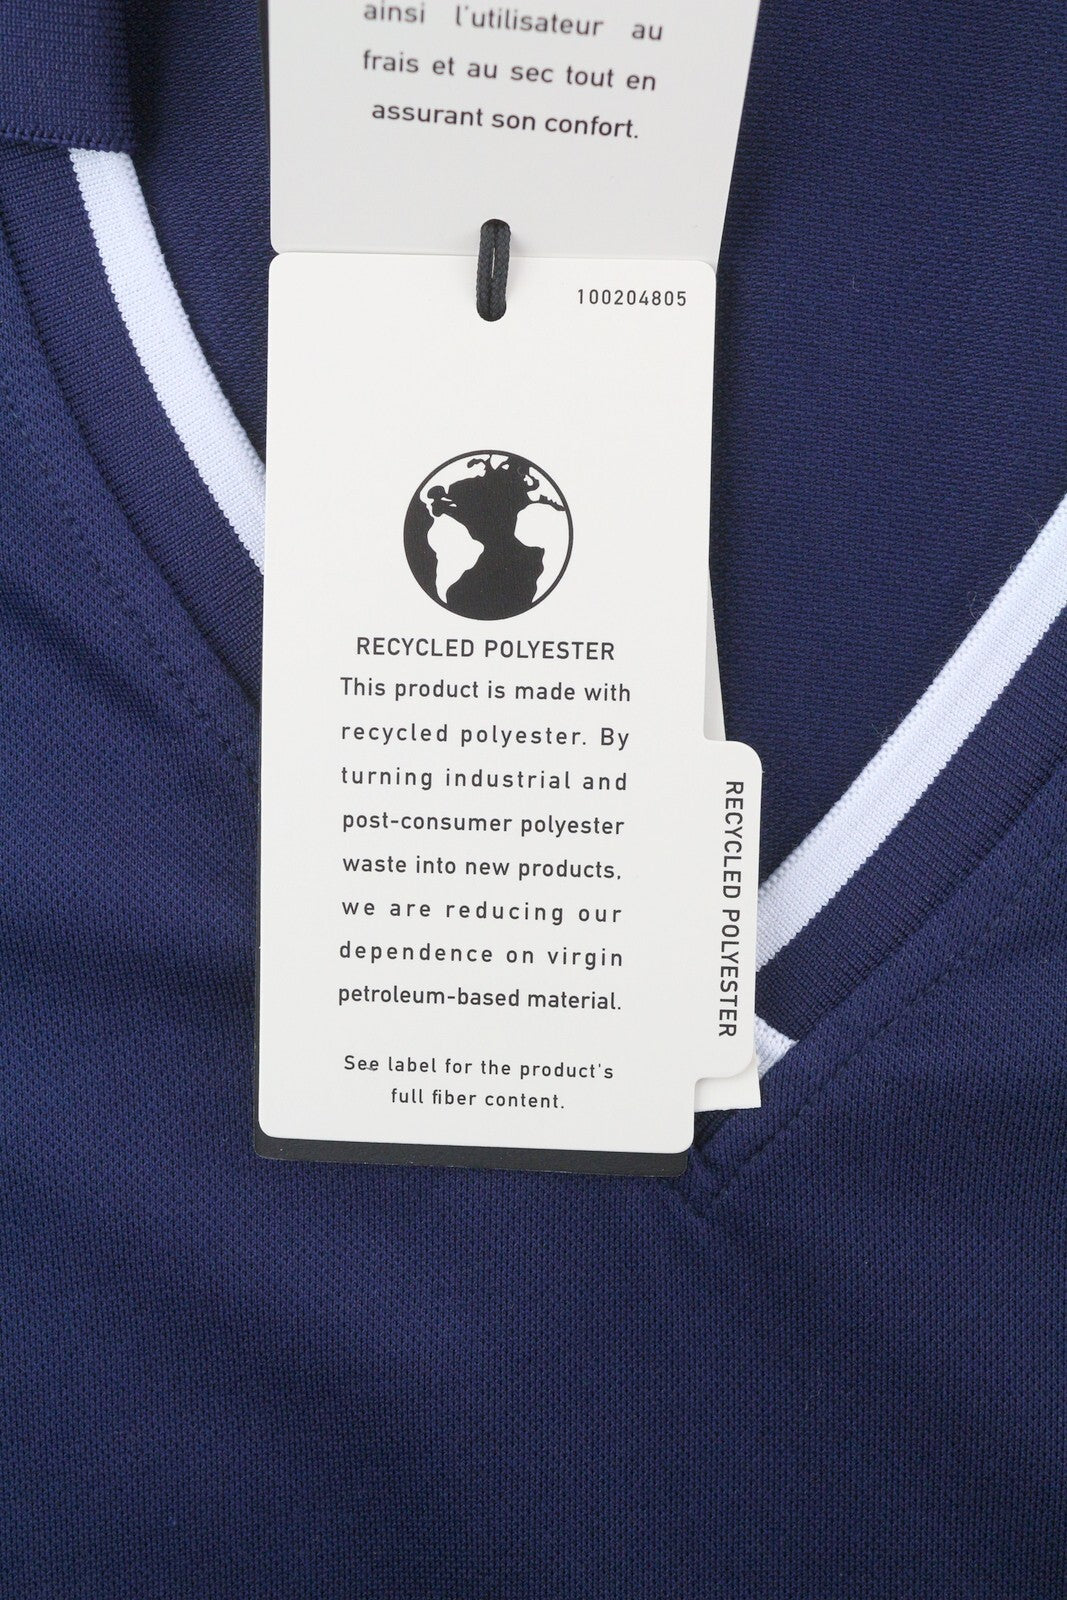 ainsi l'utilisateur au
frais et au sec tout en
assurant son confort.
100204805
RECYCLED POLYESTER
This product is made with
recycled polyester. By
turning industrial and
post-consumer polyester
waste into new products,
we are reducing our
dependence on virgin
petroleum-based material.
See label for the product's
full fiber content.
RECYCLED POLYESTER